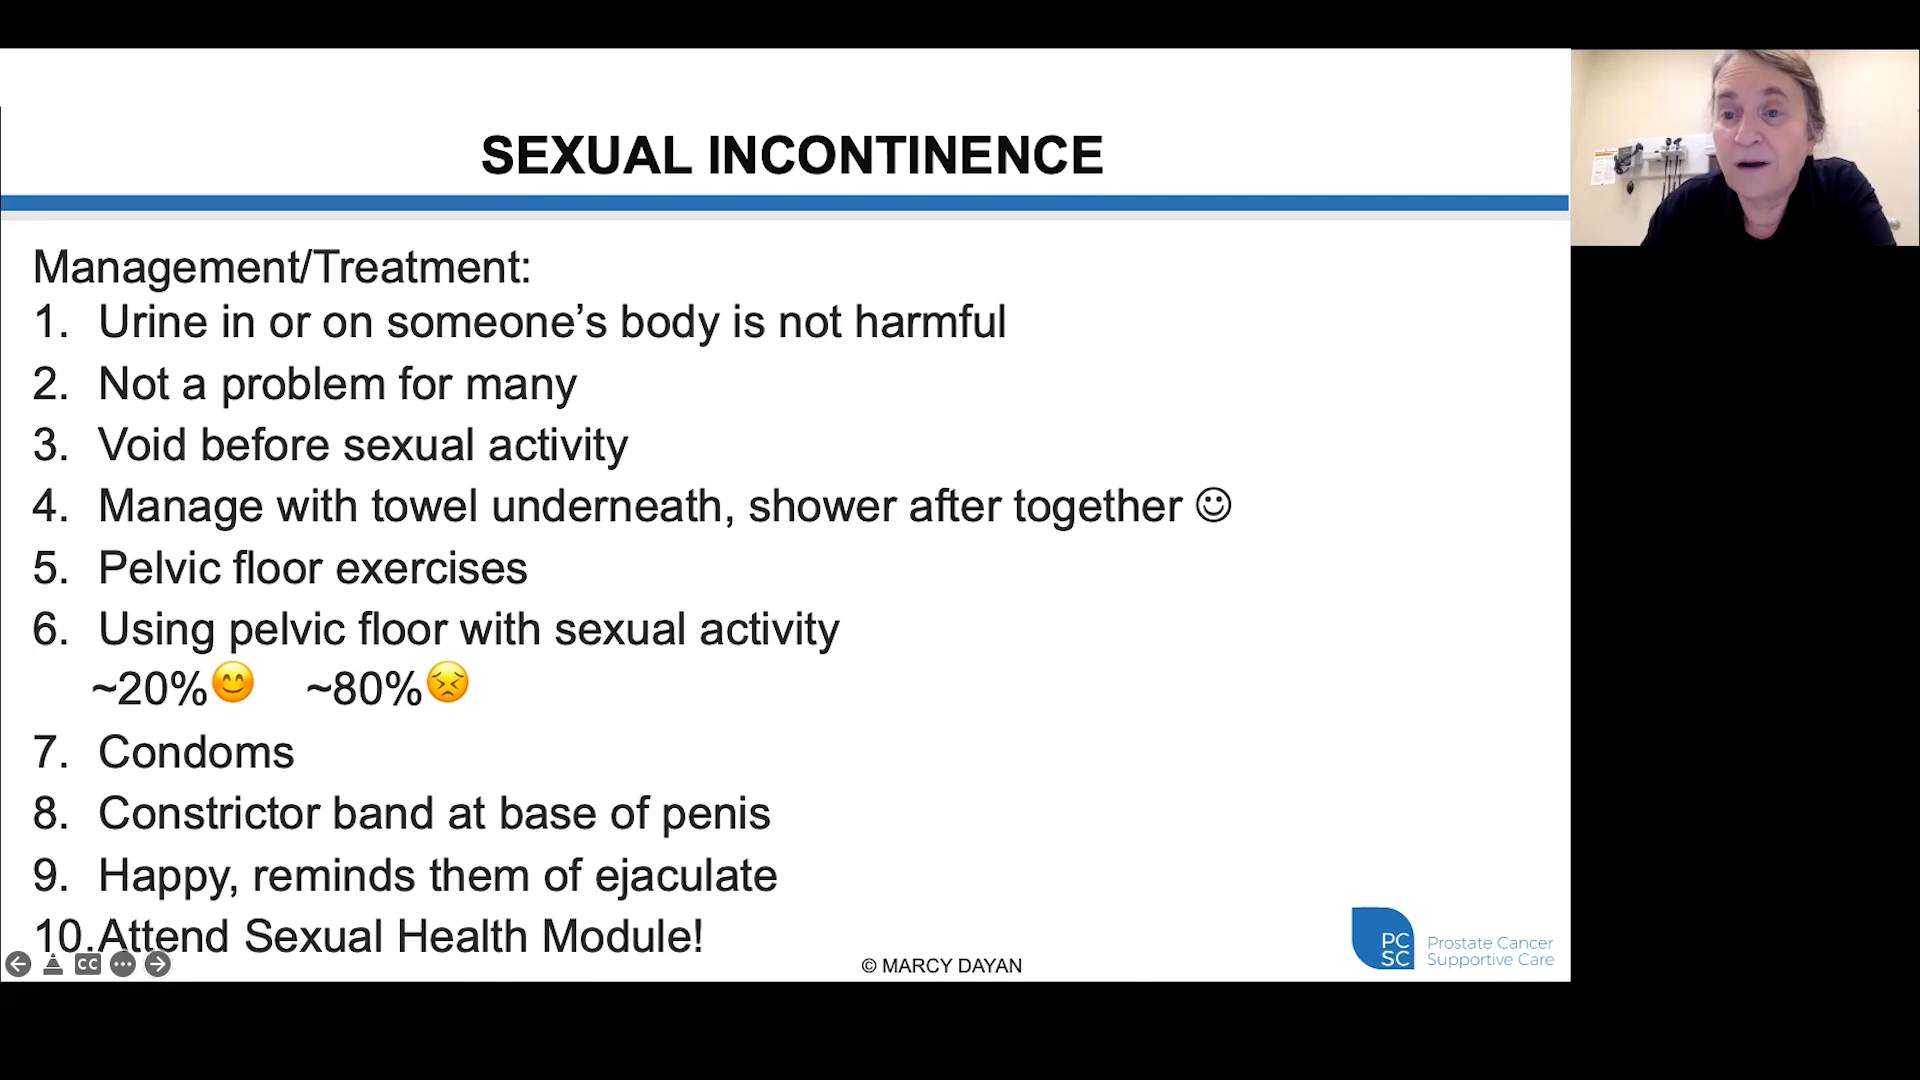 SEXUAL INCONTINENCE
Management/Treatment:
1. Urine in or on someone’s body is not harmful
2. Not a problem for many
3. Void before sexual activity
4. Manage with towel underneath, shower after together ☺
5. Pelvic floor exercises
6. Using pelvic floor with sexual activity
~20%😊 ~80%😣
7. Condoms
8. Constrictor band at base of penis
9. Happy, reminds them of ejaculate
10. Attend Sexual Health Module!
CC
© MARCY DAYAN
PC
SC
Prostate Cancer
Supportive Care